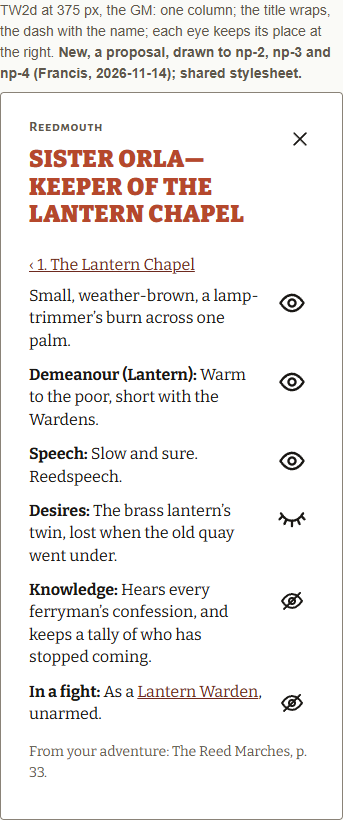 TW2d at 375 px, the GM: one column; the title wraps,
the dash with the name; each eye keeps its place at
the right. New, a proposal, drawn to np-2, np-3 and
np-4 (Francis, 2026-11-14); shared stylesheet.
REEDMOUTH
SISTER ORLA—
KEEPER OF THE
LANTERN CHAPEL
‹ 1. The Lantern Chapel
Small, weather-brown, a lamp-
trimmer’s burn across one
palm.
Demeanour (Lantern): Warm
to the poor, short with the
Wardens.
Speech: Slow and sure.
Reedspeech.
Desires: The brass lantern’s
twin, lost when the old quay
went under.
Knowledge: Hears every
ferryman’s confession, and
keeps a tally of who has
stopped coming.
In a fight: As a Lantern Warden,
unarmed.
From your adventure: The Reed Marches, p.
33.